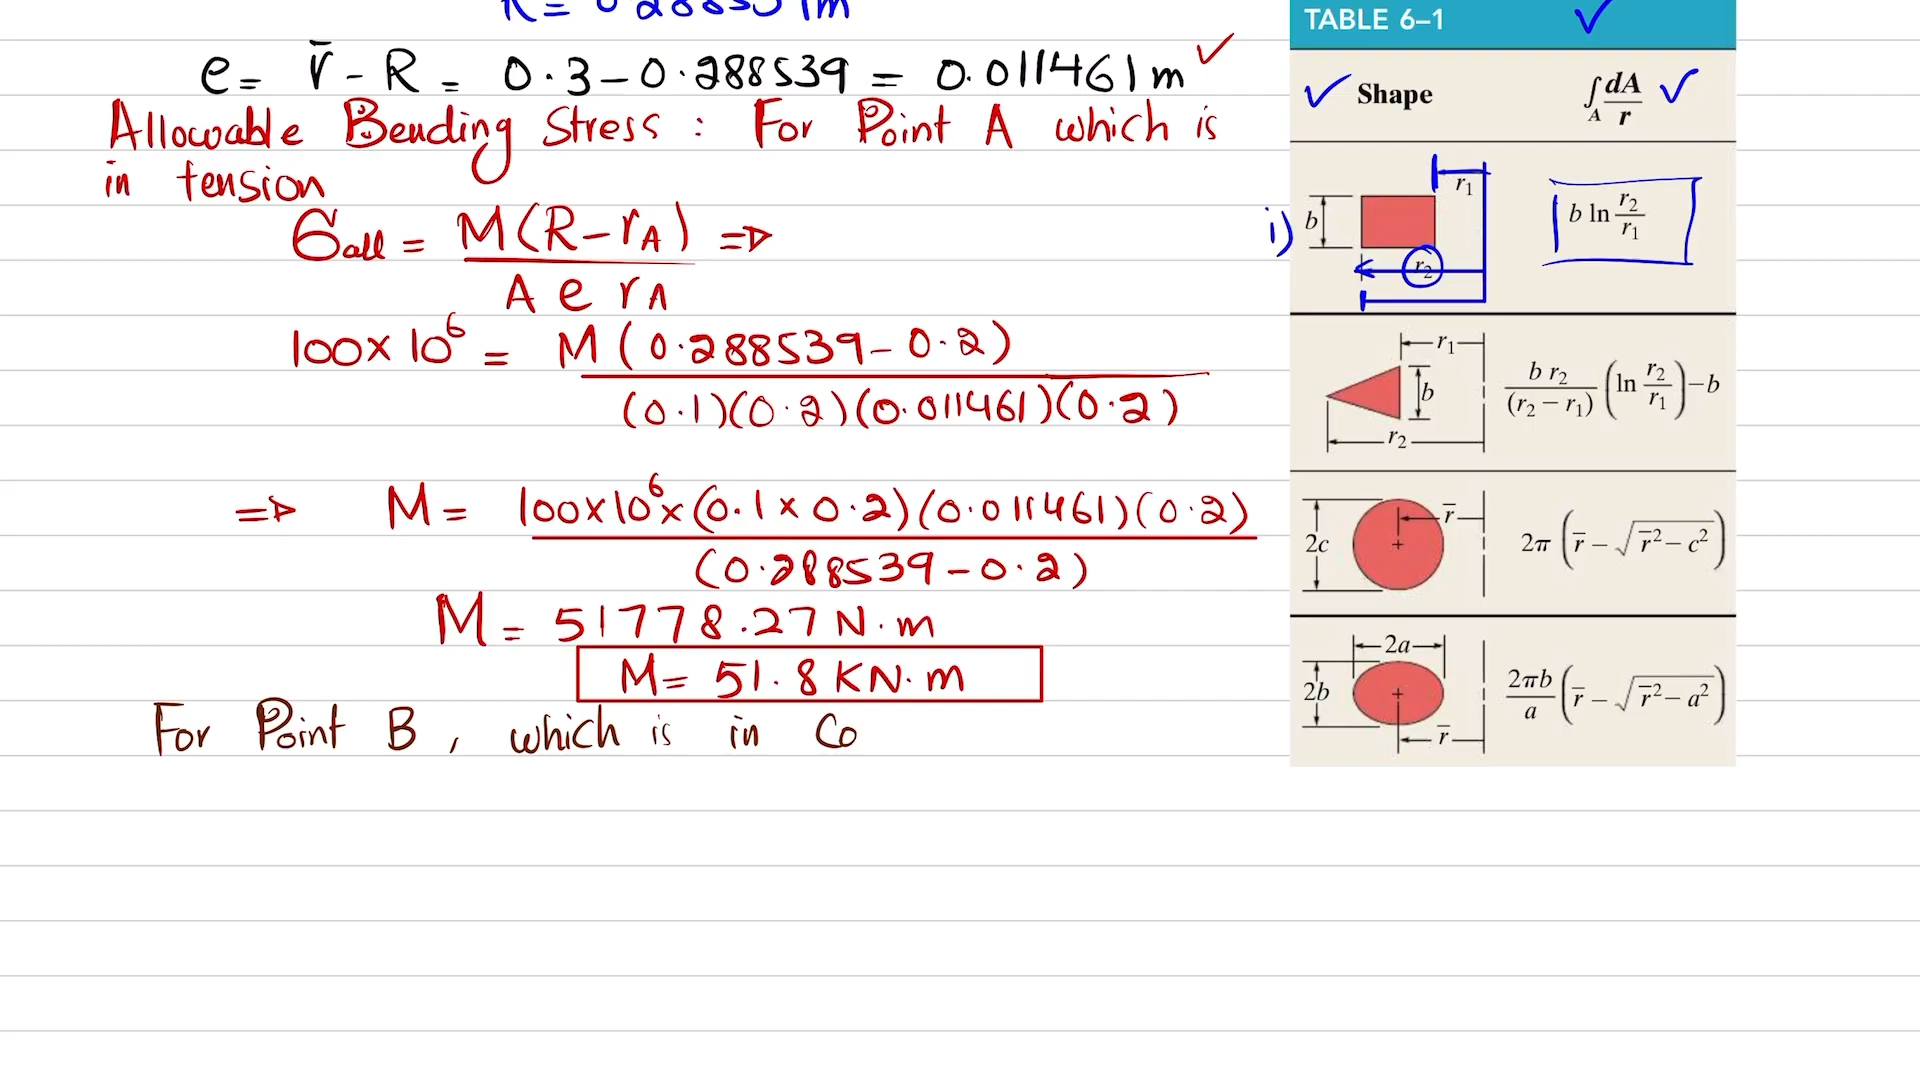 R = 0.288539 m
e = r̄ - R = 0.3 - 0.288539 = 0.011461 m ✓
Allowable Bending Stress : For Point A which is
in tension
σall = M(R - rA) / A e rA ⇒
100 x 10^6 = M(0.288539 - 0.2) / (0.1)(0.2)(0.011461)(0.2)
⇒ M = 100x10^6 x (0.1 x 0.2)(0.011461)(0.2) / (0.288539 - 0.2)
M = 51778.27 N.m
M = 51.8 KN.m
For Point B , which is in Co
TABLE 6–1 ✓
✓ Shape ∫A dA/r ✓
i) b r1 r2 b ln r2/r1
r1 b r2 b r2/(r2 – r1) (ln r2/r1) – b
2c r̄ 2π (r̄ – √r̄² – c²)
2a 2b r̄ 2πb/a (r̄ – √r̄² – a²)